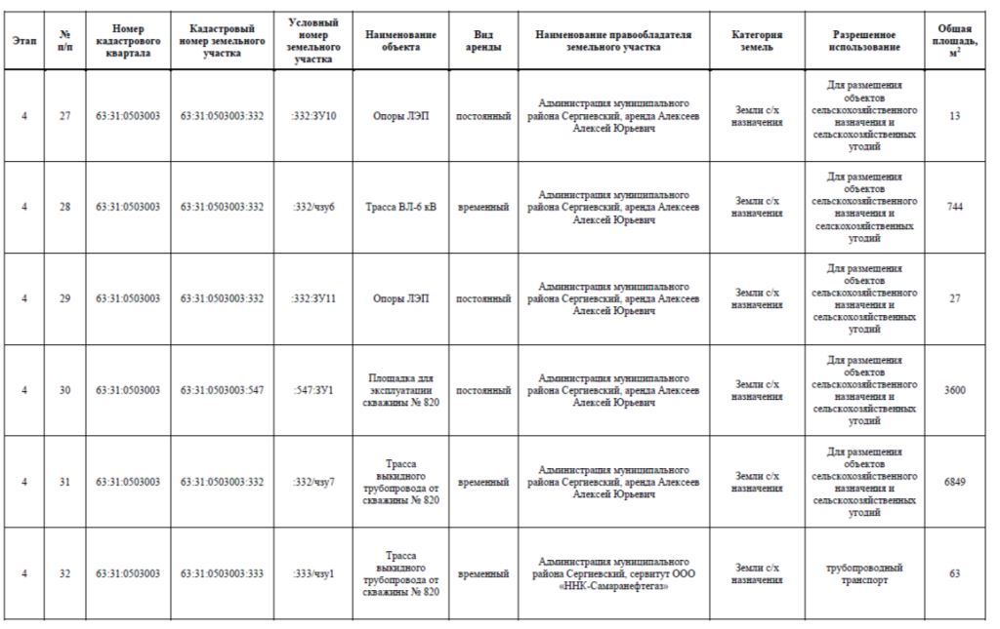 Этап
№
п/п
Номер
кадастрового
квартала
Кадастровый
номер земельного
участка
Условный
номер
земельного
участка
Наименование
объекта
Вид
аренды
Наименование правообладателя
земельного участка
Категория
земель
Разрешенное
использование
Общая
площадь,
м²
4
27
63:31:0503003
63:31:0503003:332
:332:ЗУ10
Опоры ЛЭП
постоянный
Администрация муниципального
района Сергиевский, аренда Алексеев
Алексей Юрьевич
Земли с/х
назначения
Для размещения
объектов
сельскохозяйственного
назначения и
сельскохозяйственных
угодий
13
4
28
63:31:0503003
63:31:0503003:332
:332/чзу6
Трасса ВЛ-6 кВ
временный
Администрация муниципального
района Сергиевский, аренда Алексеев
Алексей Юрьевич
Земли с/х
назначения
Для размещения
объектов
сельскохозяйственного
назначения и
селскохозяйственных
угодий
744
4
29
63:31:0503003
63:31:0503003:332
:332:ЗУ11
Опоры ЛЭП
постоянный
Администрация муниципального
района Сергиевский, аренда Алексеев
Алексей Юрьевич
Земли с/х
назначения
Для размещения
объектов
сельскохозяйственного
назначения и
сельскохозяйственных
угодий
27
4
30
63:31:0503003
63:31:0503003:547
:547:ЗУ1
Площадка для
эксплуатации
скважины № 820
постоянный
Администрация муниципального
района Сергиевский, аренда Алексеев
Алексей Юрьевич
Земли с/х
назначения
Для размещения
объектов
сельскохозяйственного
назначения и
сельскохозяйственных
угодий
3600
4
31
63:31:0503003
63:31:0503003:332
:332/чзу7
Трасса
выкидного
трубопровода от
скважины № 820
временный
Администрация муниципального
района Сергиевский, аренда Алексеев
Алексей Юрьевич
Земли с/х
назначения
Для размещения
объектов
сельскохозяйственного
назначения и
сельскохозяйственных
угодий
6849
4
32
63:31:0503003
63:31:0503003:333
:333/чзу1
Трасса
выкидного
трубопровода от
скважины № 820
временный
Администрация муниципального
района Сергиевский, сервитут ООО
«ННК-Самаранефтегаз»
Земли с/х
назначения
трубопроводный
транспорт
63